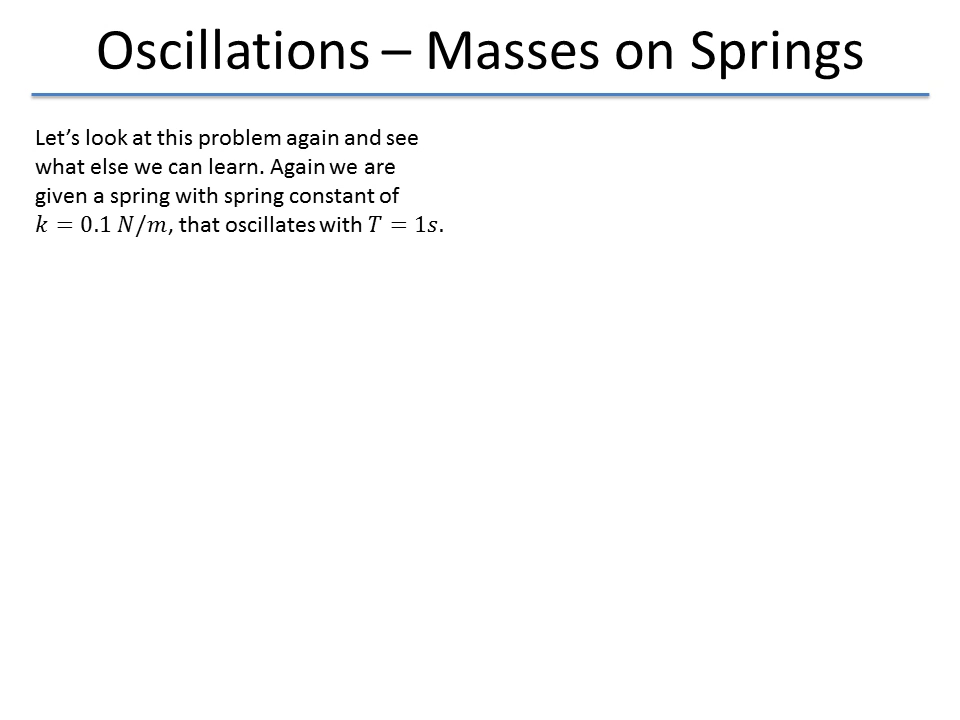 Oscillations – Masses on Springs
Let’s look at this problem again and see
what else we can learn. Again we are
given a spring with spring constant of
𝑘 = 0.1 𝑁/𝑚, that oscillates with 𝑇 = 1𝑠.